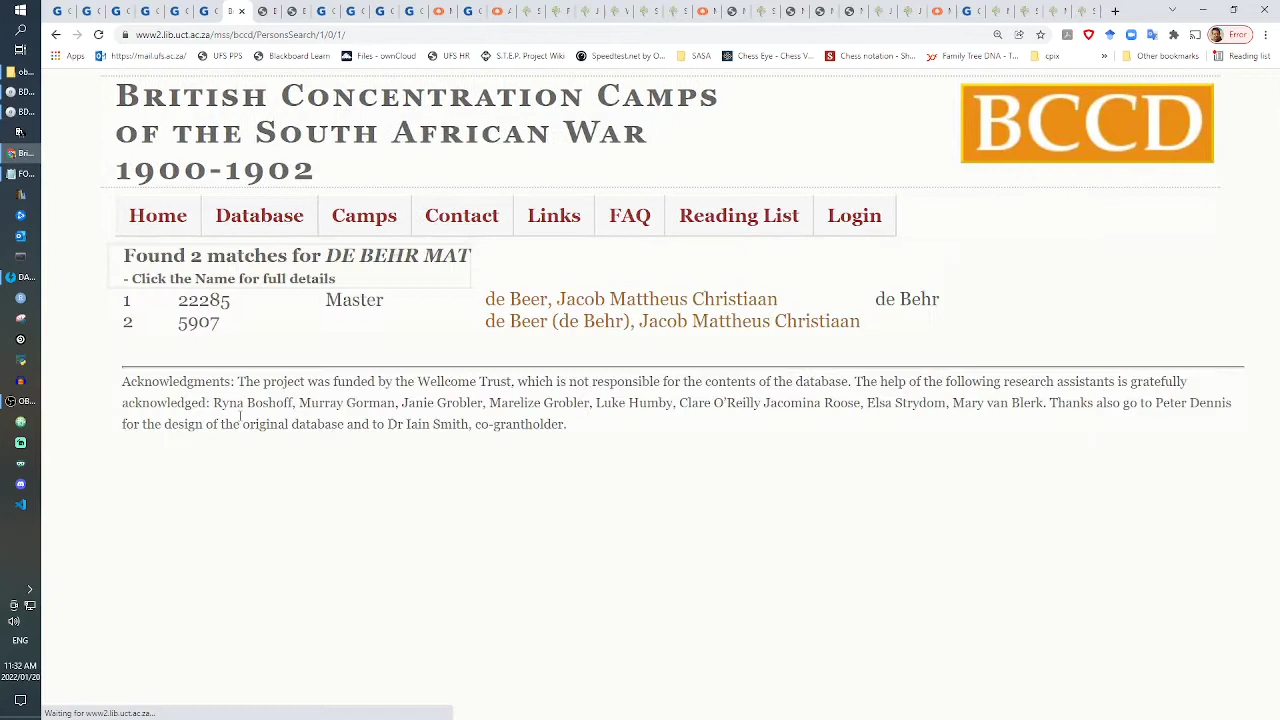 www2.lib.uct.ac.za/mss/bccd/PersonsSearch/1/0/1/
Error
Apps https://mail.ufs.ac.za/ UFS PPS Blackboard Learn Files - ownCloud UFS HR S.T.E.P. Project Wiki Speedtest.net by O... SASA Chess Eye - Chess V... Chess notation - Sh... Family Tree DNA - T... cpix Other bookmarks Reading list
British Concentration Camps
of the South African War
1900-1902
BCCD
Home Database Camps Contact Links FAQ Reading List Login
Found 2 matches for DE BEHR MAT
- Click the Name for full details
1 22285 Master de Beer, Jacob Mattheus Christiaan de Behr
2 5907 de Beer (de Behr), Jacob Mattheus Christiaan
Acknowledgments: The project was funded by the Wellcome Trust, which is not responsible for the contents of the database. The help of the following research assistants is gratefully
acknowledged: Ryna Boshoff, Murray Gorman, Janie Grobler, Marelize Grobler, Luke Humby, Clare O'Reilly Jacomina Roose, Elsa Strydom, Mary van Blerk. Thanks also go to Peter Dennis
for the design of the original database and to Dr Iain Smith, co-grantholder.
ENG
11:32 AM
2022/01/20
Waiting for www2.lib.uct.ac.za...